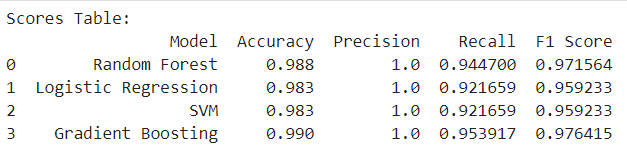 Scores Table:
Model Accuracy Precision Recall F1 Score
0 Random Forest 0.988 1.0 0.944700 0.971564
1 Logistic Regression 0.983 1.0 0.921659 0.959233
2 SVM 0.983 1.0 0.921659 0.959233
3 Gradient Boosting 0.990 1.0 0.953917 0.976415